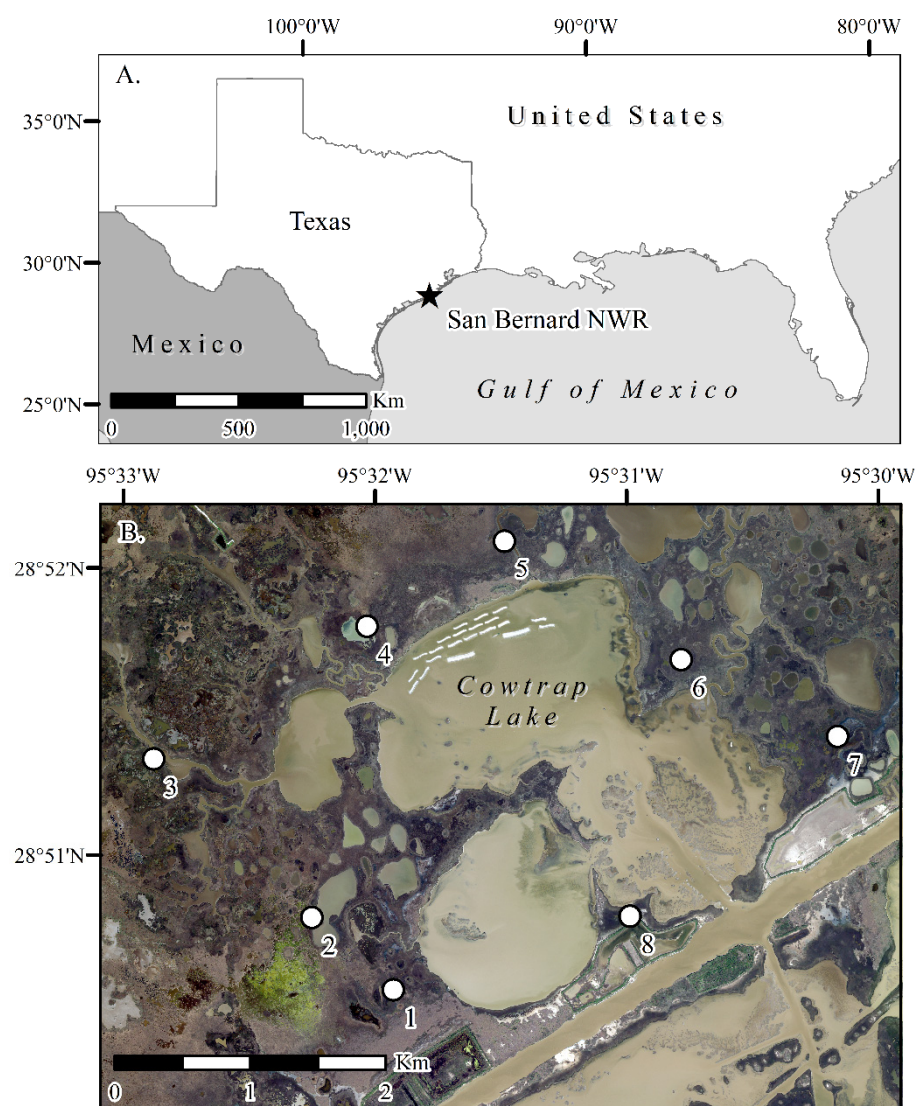 100°0'W 90°0'W 80°0'W
A.
35°0'N
United States
Texas
30°0'N
San Bernard NWR
Mexico
Gulf of Mexico
25°0'N
Km
0 500 1,000
95°33'W 95°32'W 95°31'W 95°30'W
B.
28°52'N
5
4
Cowtrap
Lake
6
3
7
28°51'N
2
8
1
Km
0 1 2